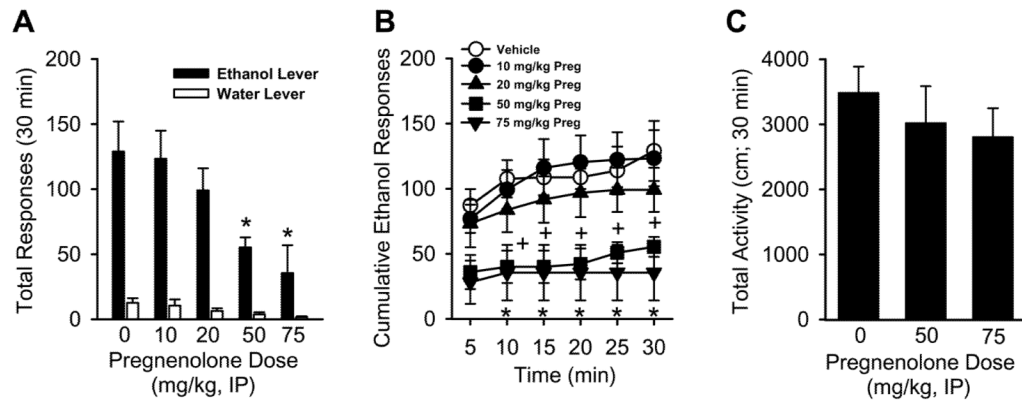 A
Total Responses (30 min)
200
150
100
50
0
Ethanol Lever
Water Lever
* *
0 10 20 50 75
Pregnenolone Dose
(mg/kg, IP)
B
Cumulative Ethanol Responses
200
150
100
50
0
Vehicle
10 mg/kg Preg
20 mg/kg Preg
50 mg/kg Preg
75 mg/kg Preg
+ + + + +
* * * * *
5 10 15 20 25 30
Time (min)
C
Total Activity (cm; 30 min)
4000
3000
2000
1000
0
0 50 75
Pregnenolone Dose
(mg/kg, IP)